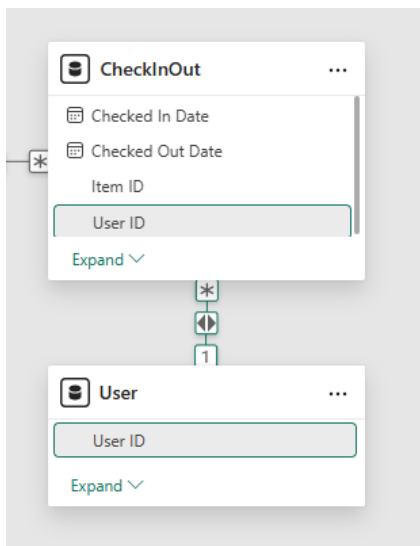 CheckInOut ...
Checked In Date
Checked Out Date
*
Item ID
User ID
Expand
*
1
User ...
User ID
Expand